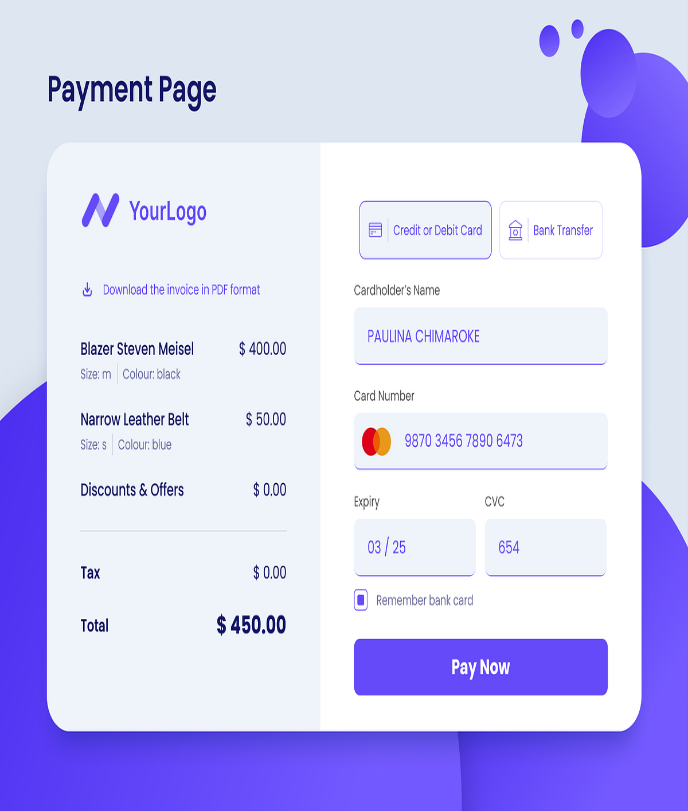 Payment Page
YourLogo
Download the invoice in PDF format
Blazer Steven Meisel $ 400.00
Size: m Colour: black
Narrow Leather Belt $ 50.00
Size: s Colour: blue
Discounts & Offers $ 0.00
Tax $ 0.00
Total $ 450.00
Credit or Debit Card Bank Transfer
Cardholder's Name
PAULINA CHIMAROKE
Card Number
9870 3456 7890 6473
Expiry CVC
03 / 25 654
Remember bank card
Pay Now